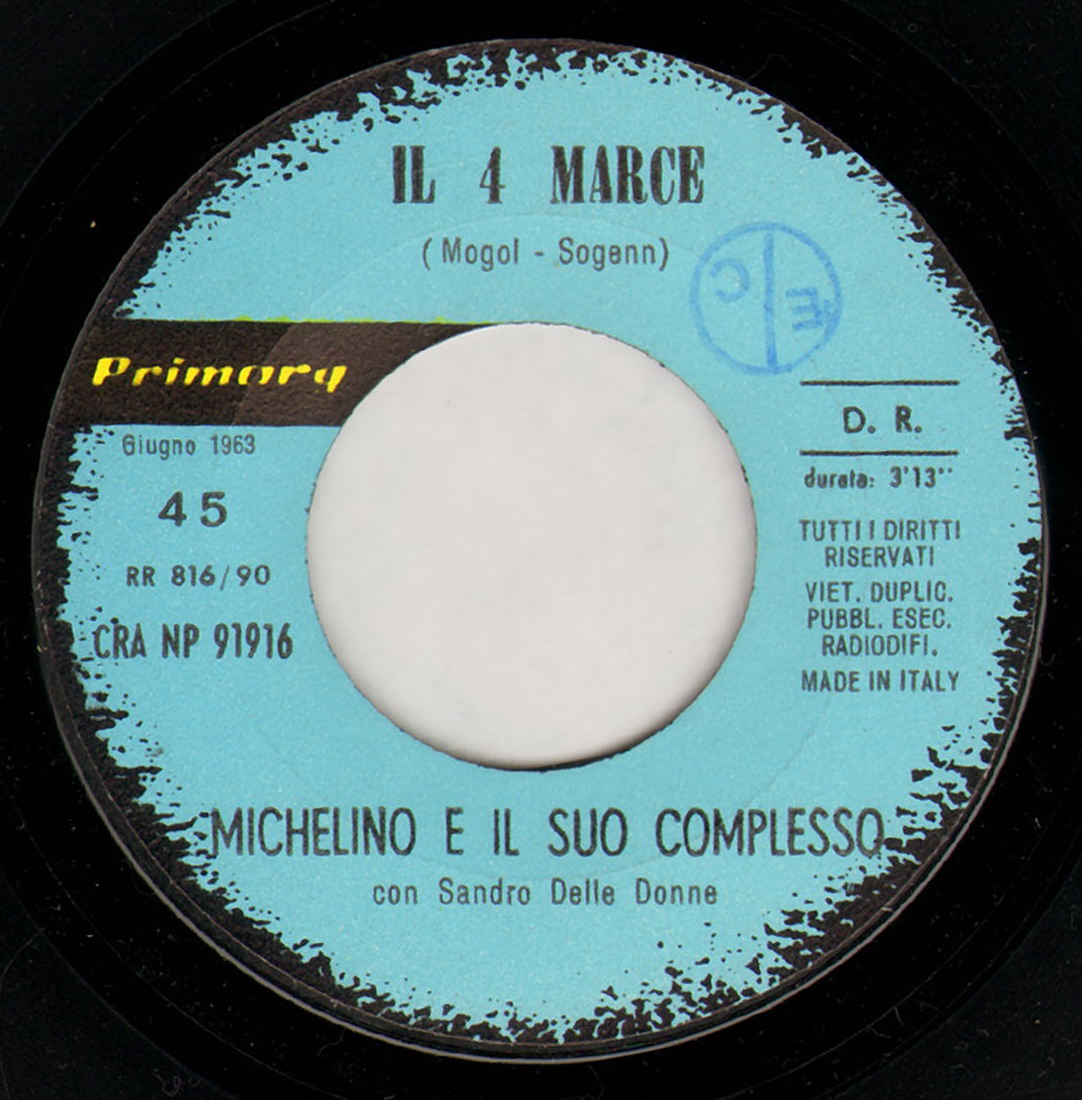 IL 4 MARCE
( Mogol - Sogenn)
E C
Primary
Giugno 1963
45
RR 816/90
CRA NP 91916
D. R.
durata: 3'13''
TUTTI I DIRITTI
RISERVATI
VIET. DUPLIC.
PUBBL. ESEC.
RADIODIFI.
MADE IN ITALY
MICHELINO E IL SUO COMPLESSO
con Sandro Delle Donne